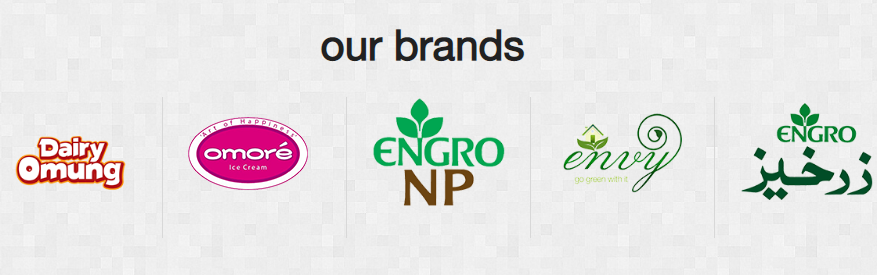 our brands
Dairy
Omung
"Art of Happiness"
omoré
Ice Cream
ENGRO
NP
envy
go green with it
ENGRO
زرخیز